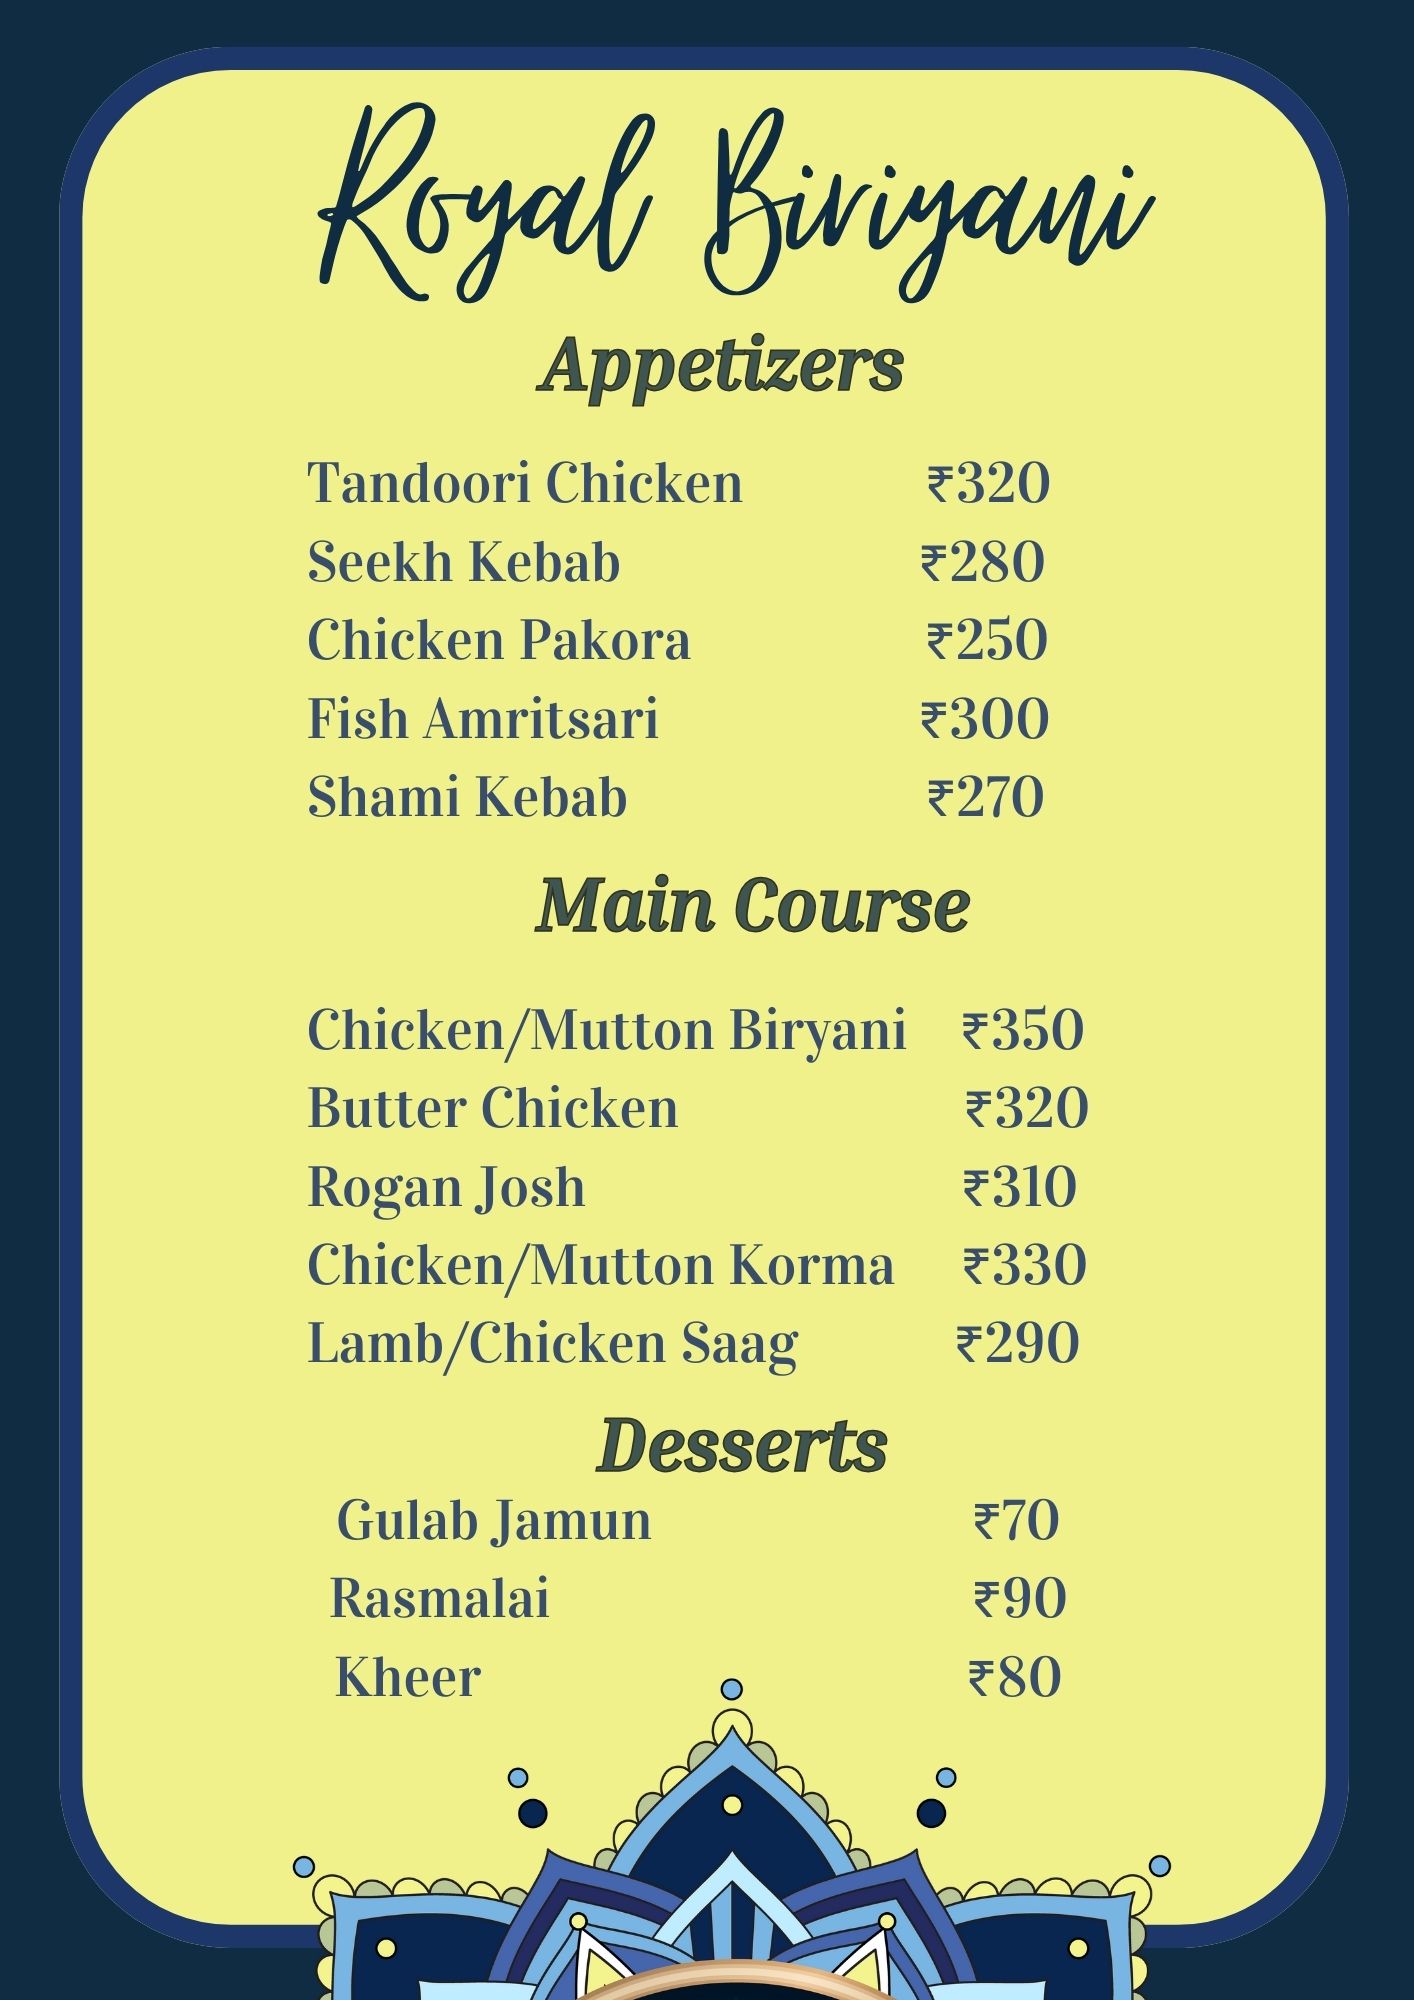 Royal Biriyani
Appetizers
Tandoori Chicken ₹320
Seekh Kebab ₹280
Chicken Pakora ₹250
Fish Amritsari ₹300
Shami Kebab ₹270
Main Course
Chicken/Mutton Biryani ₹350
Butter Chicken ₹320
Rogan Josh ₹310
Chicken/Mutton Korma ₹330
Lamb/Chicken Saag ₹290
Desserts
Gulab Jamun ₹70
Rasmalai ₹90
Kheer ₹80